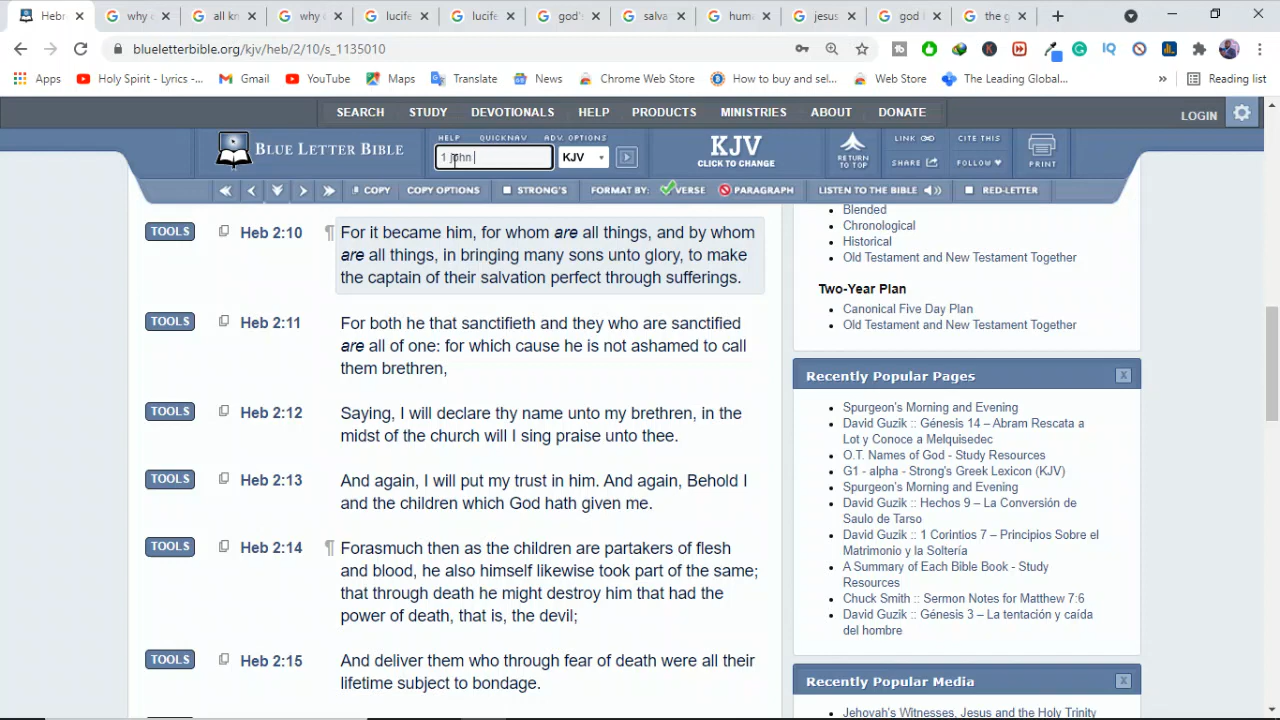 Hebr
why c
all kn
why c
lucife
lucife
god's
salva
hum
jesus
god l
the g
blueletterbible.org/kjv/heb/2/10/s_1135010
Apps
Holy Spirit - Lyrics -...
Gmail
YouTube
Maps
Translate
News
Chrome Web Store
How to buy and sel...
Web Store
The Leading Global...
»
Reading list
SEARCH STUDY DEVOTIONALS HELP PRODUCTS MINISTRIES ABOUT DONATE
LOGIN
HELP QUICKNAV ADV. OPTIONS
BLUE LETTER BIBLE
1 john
KJV
KJV
CLICK TO CHANGE
RETURN
TO TOP
LINK
CITE THIS
SHARE
FOLLOW
PRINT
COPY COPY OPTIONS STRONG'S FORMAT BY: VERSE PARAGRAPH LISTEN TO THE BIBLE RED-LETTER
TOOLS Heb 2:10 ¶ For it became him, for whom are all things, and by whom
are all things, in bringing many sons unto glory, to make
the captain of their salvation perfect through sufferings.
TOOLS Heb 2:11 For both he that sanctifieth and they who are sanctified
are all of one: for which cause he is not ashamed to call
them brethren,
TOOLS Heb 2:12 Saying, I will declare thy name unto my brethren, in the
midst of the church will I sing praise unto thee.
TOOLS Heb 2:13 And again, I will put my trust in him. And again, Behold I
and the children which God hath given me.
TOOLS Heb 2:14 ¶ Forasmuch then as the children are partakers of flesh
and blood, he also himself likewise took part of the same;
that through death he might destroy him that had the
power of death, that is, the devil;
TOOLS Heb 2:15 And deliver them who through fear of death were all their
lifetime subject to bondage.
Blended
Chronological
Historical
Old Testament and New Testament Together
Two-Year Plan
Canonical Five Day Plan
Old Testament and New Testament Together
Recently Popular Pages X
Spurgeon's Morning and Evening
David Guzik :: Génesis 14 – Abram Rescata a
Lot y Conoce a Melquisedec
O.T. Names of God - Study Resources
G1 - alpha - Strong's Greek Lexicon (KJV)
Spurgeon's Morning and Evening
David Guzik :: Hechos 9 – La Conversión de
Saulo de Tarso
David Guzik :: 1 Corintios 7 – Principios Sobre el
Matrimonio y la Soltería
A Summary of Each Bible Book - Study
Resources
Chuck Smith :: Sermon Notes for Matthew 7:6
David Guzik :: Génesis 3 – La tentación y caída
del hombre
Recently Popular Media X
Jehovah's Witnesses, Jesus and the Holy Trinity